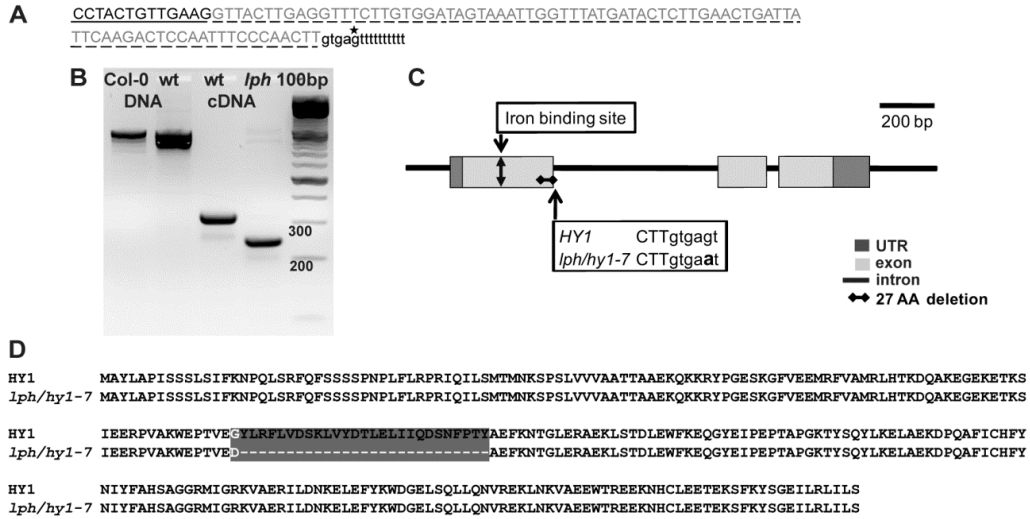 A
CCTACTGTTGAAGGTTACTTGAGGTTTCTTGTGGATAGTAAATTGGTTTATGATACTCTTGAACTGATTA
TTCAAGACTCCAATTTCCCAACTTgtgagtttttttttt
★
B
Col-0 wt wt lph 100bp
DNA cDNA
300
200
C
200 bp
Iron binding site
HY1 CTTgtgagt
lph/hy1-7 CTTgtgaat
UTR
exon
intron
27 AA deletion
D
HY1 MAYLAPISSSLSIFKNPQLSRFQFSSSSPNPLFLRPRIQILSMTMNKSPSLVVVAATTAAEKQKKRYPGESKGFVEEMRFVAMRLHTKDQAKEGEKETKS
lph/hy1-7 MAYLAPISSSLSIFKNPQLSRFQFSSSSPNPLFLRPRIQILSMTMNKSPSLVVVAATTAAEKQKKRYPGESKGFVEEMRFVAMRLHTKDQAKEGEKETKS
HY1 IEERPVAKWEPTVEGYLRFLVDSKLVYDTLELIIQDSNFPTYAEFKNTGLERAEKLSTDLEWFKEQGYEIPEPTAPGKTYSQYLKELAEKDPQAFICHFY
lph/hy1-7 IEERPVAKWEPTVED---------------------------AEFKNTGLERAEKLSTDLEWFKEQGYEIPEPTAPGKTYSQYLKELAEKDPQAFICHFY
HY1 NIYFAHSAGGRMIGRKVAERILDNKELEFYKWDGELSQLLQNVREKLNKVAEEWTREEKNHCLEETEKSFKYSGEILRLILS
lph/hy1-7 NIYFAHSAGGRMIGRKVAERILDNKELEFYKWDGELSQLLQNVREKLNKVAEEWTREEKNHCLEETEKSFKYSGEILRLILS